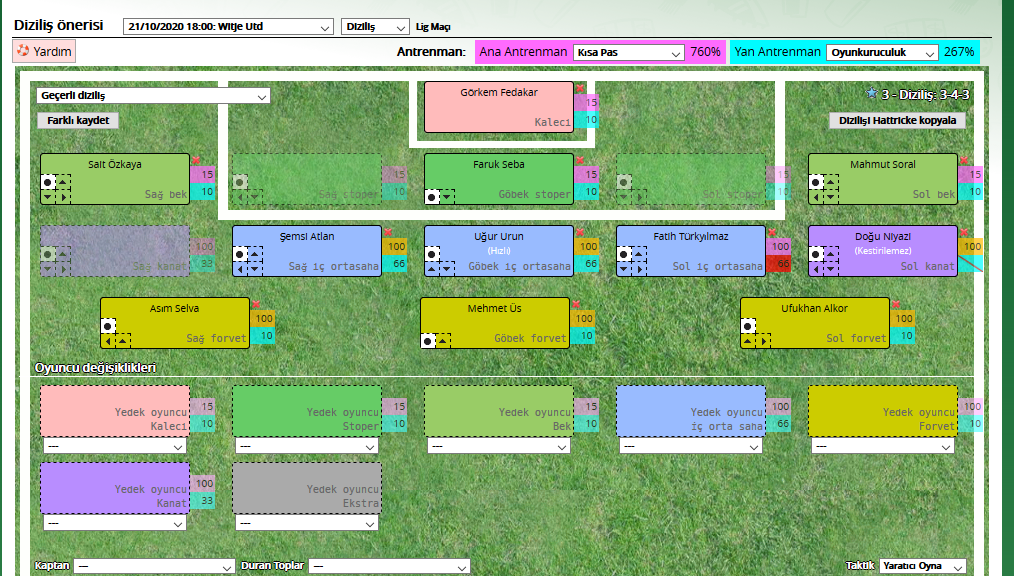 Diziliş önerisi 21/10/2020 18:00: Witje Utd Diziliş Lig Maçı
Yardım Antrenman: Ana Antrenman Kısa Pas 760% Yan Antrenman Oyunkuruculuk 267%
Geçerli diziliş Görkem Fedakar 15 3 - Diziliş: 3-4-3
Farklı kaydet Kaleci 10 Dizilişi Hattricke kopyala
Sait Özkaya 15 15 Faruk Seba 15 15 Mahmut Soral 15
Sağ bek 10 Sağ stoper 10 Göbek stoper 10 Sol stoper 10 Sol bek 10
100 Şemsi Atlan 100 Uğur Urun 100 Fatih Türkyılmaz 100 Doğu Niyazi 100
(Hızlı) (Kestirilemez)
Sağ kanat 33 Sağ iç ortasaha 66 Göbek iç ortasaha 66 Sol iç ortasaha 66 Sol kanat
Asım Selva 100 Mehmet Üs 100 Ufukhan Alkor 100
Sağ forvet 10 Göbek forvet 10 Sol forvet 10
Oyuncu değişiklikleri
Yedek oyuncu 15 Yedek oyuncu 15 Yedek oyuncu 15 Yedek oyuncu 100 Yedek oyuncu 100
Kaleci 10 Stoper 10 Bek 10 iç orta saha 66 Forvet 10
--- --- --- --- ---
Yedek oyuncu 100 Yedek oyuncu
Kanat 33 Ekstra
--- ---
Kaptan --- Duran Toplar --- Taktik Yaratıcı Oyna